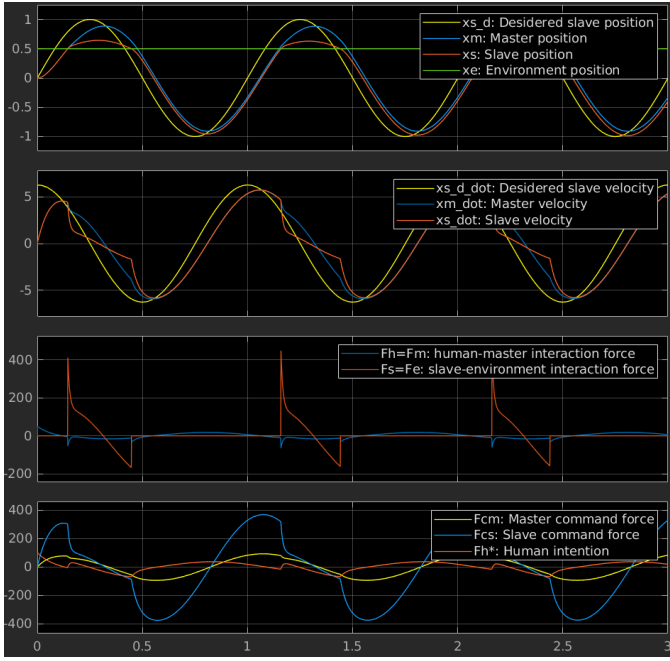 1
0.5
0
-0.5
-1
xs_d: Desidered slave position
xm: Master position
xs: Slave position
xe: Environment position
5
0
-5
xs_d_dot: Desidered slave velocity
xm_dot: Master velocity
xs_dot: Slave velocity
400
200
0
-200
Fh=Fm: human-master interaction force
Fs=Fe: slave-environment interaction force
400
200
0
-200
-400
Fcm: Master command force
Fcs: Slave command force
Fh*: Human intention
0 0.5 1 1.5 2 2.5 3